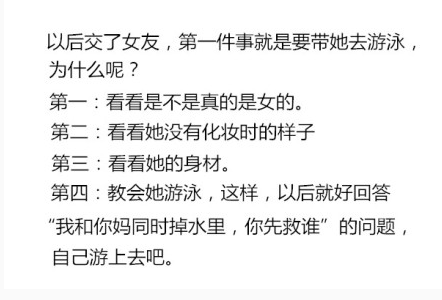 以后交了女友，第一件事就是要带她去游泳，
为什么呢？
第一：看看是不是真的是女的。
第二：看看她没有化妆时的样子
第三：看看她的身材。
第四：教会她游泳，这样，以后就好回答
“我和你妈同时掉水里，你先救谁”的问题，
自己游上去吧。